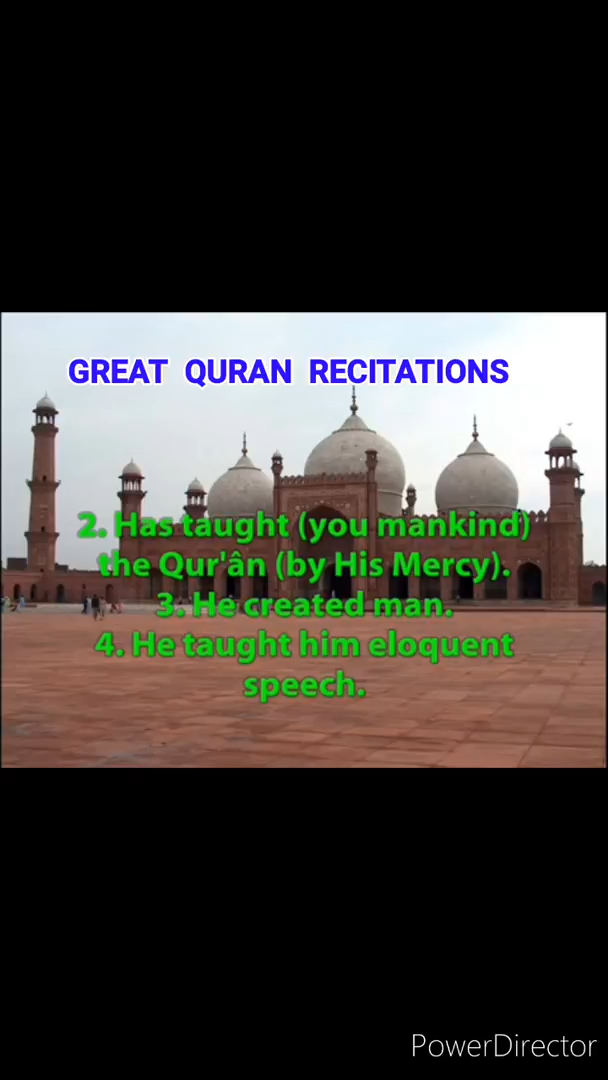 GREAT QURAN RECITATIONS
2. Has taught (you mankind)
the Qur'ân (by His Mercy).
3. He created man.
4. He taught him eloquent
speech.
PowerDirector